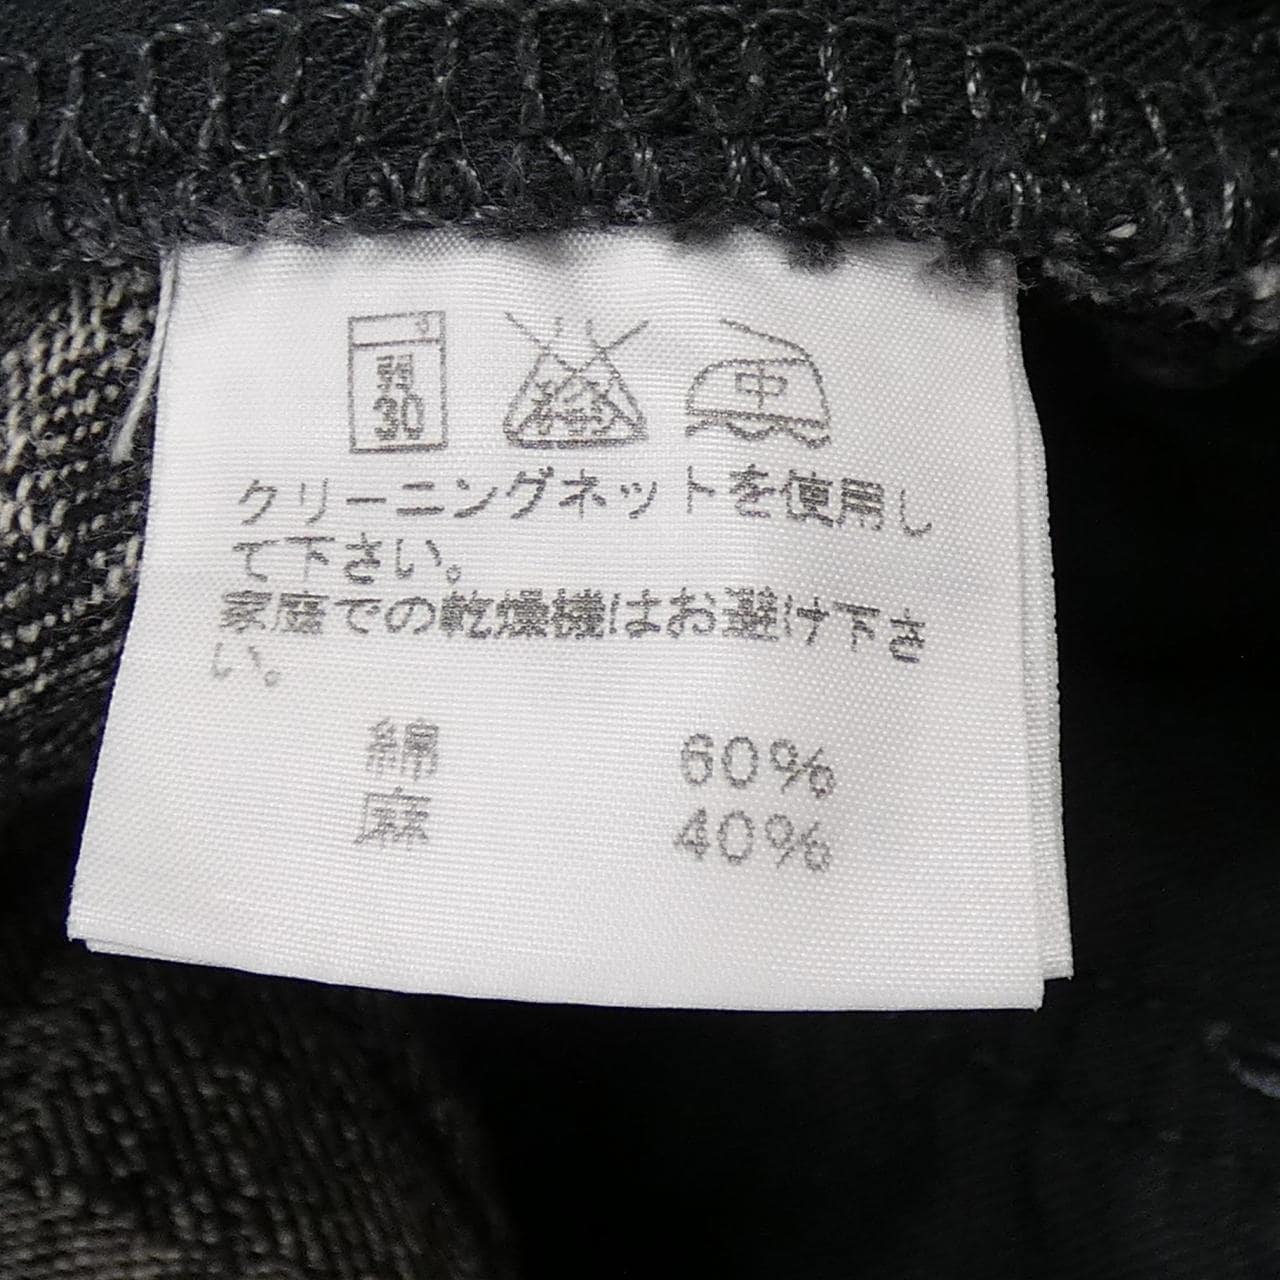 弱
30
中
クリーニングネットを使用し
て下さい。
家庭での乾燥機はお避け下さ
い。
綿 60%
麻 40%